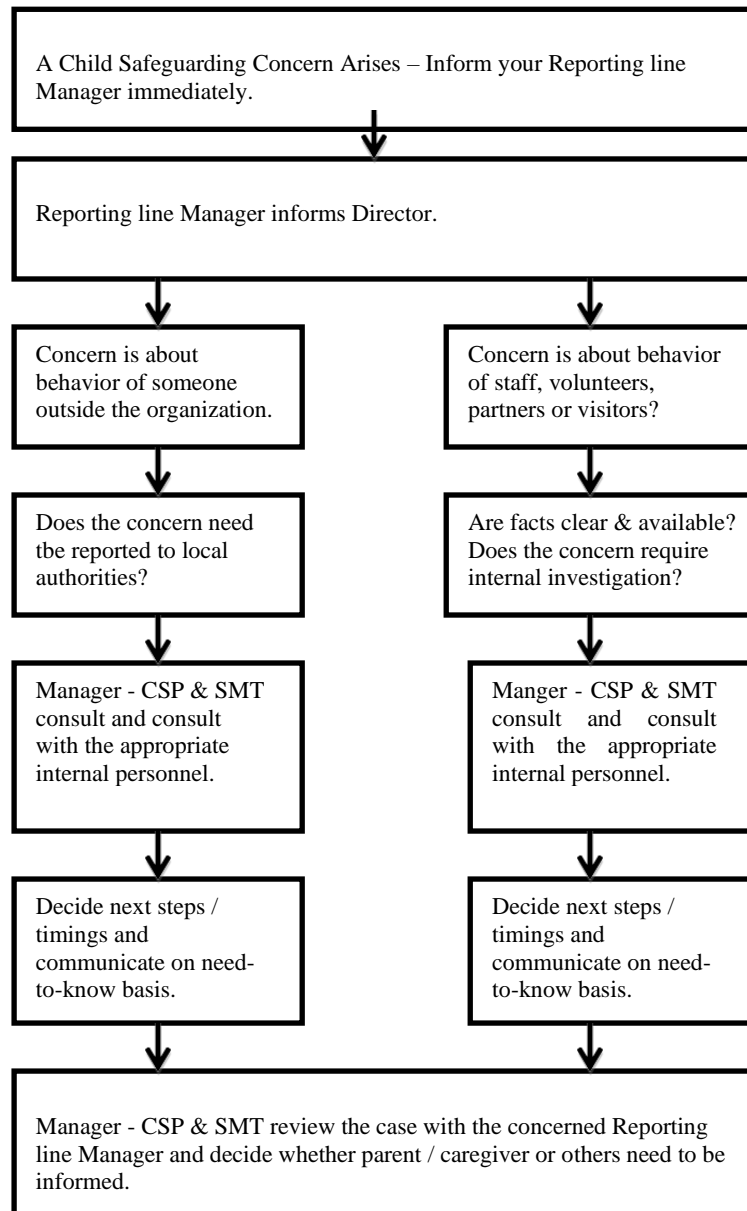 A Child Safeguarding Concern Arises – Inform your Reporting line
Manager immediately.
Reporting line Manager informs Director.
Concern is about
behavior of someone
outside the organization.
Does the concern need
tbe reported to local
authorities?
Manager - CSP & SMT
consult and consult
with the appropriate
internal personnel.
Decide next steps /
timings and
communicate on need-
to-know basis.
Concern is about behavior
of staff, volunteers,
partners or visitors?
Are facts clear & available?
Does the concern require
internal investigation?
Manger - CSP & SMT
consult and consult
with the appropriate
internal personnel.
Decide next steps /
timings and
communicate on need-
to-know basis.
Manager - CSP & SMT review the case with the concerned Reporting
line Manager and decide whether parent / caregiver or others need to be
informed.